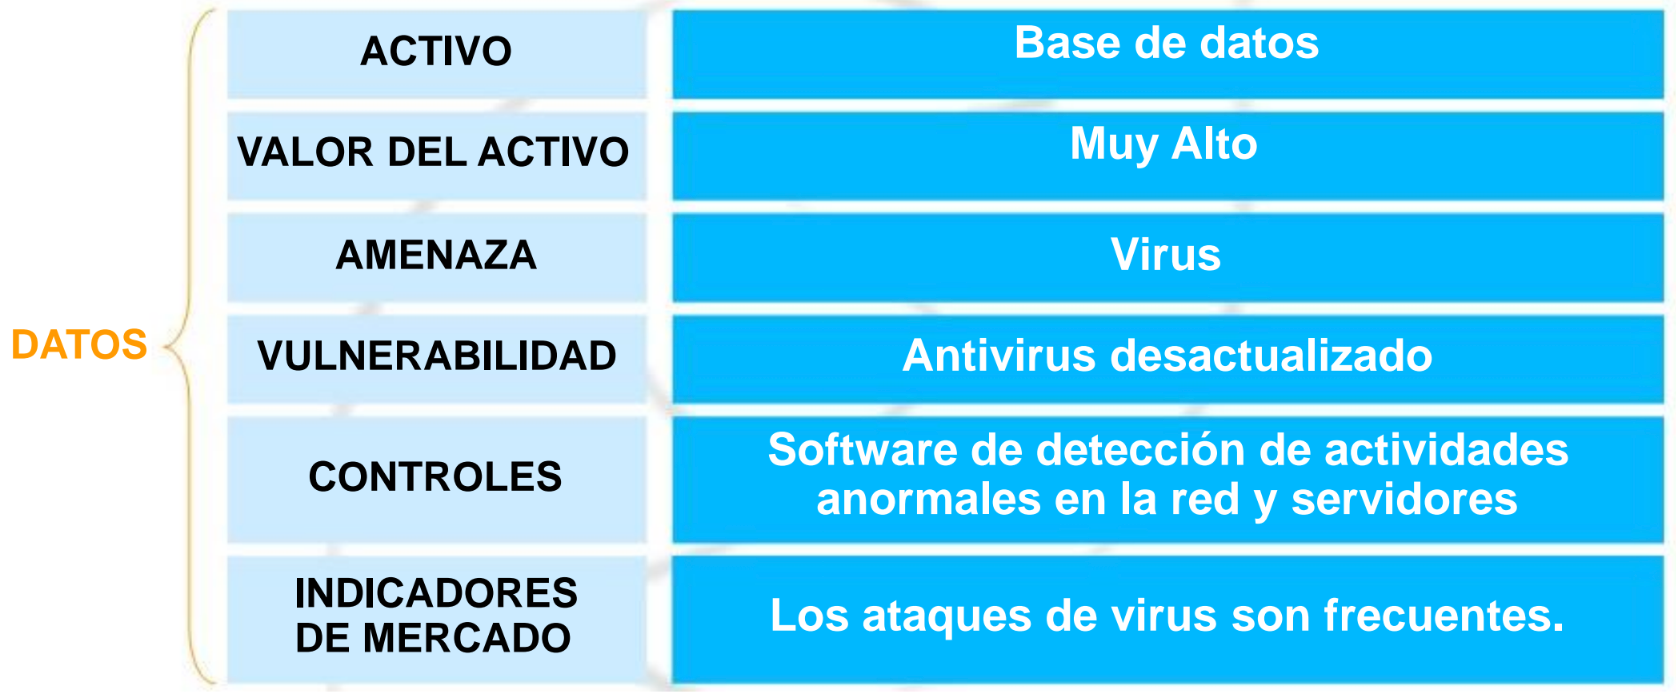 DATOS
ACTIVO
Base de datos
VALOR DEL ACTIVO
Muy Alto
AMENAZA
Virus
VULNERABILIDAD
Antivirus desactualizado
CONTROLES
Software de detección de actividades
anormales en la red y servidores
INDICADORES
DE MERCADO
Los ataques de virus son frecuentes.